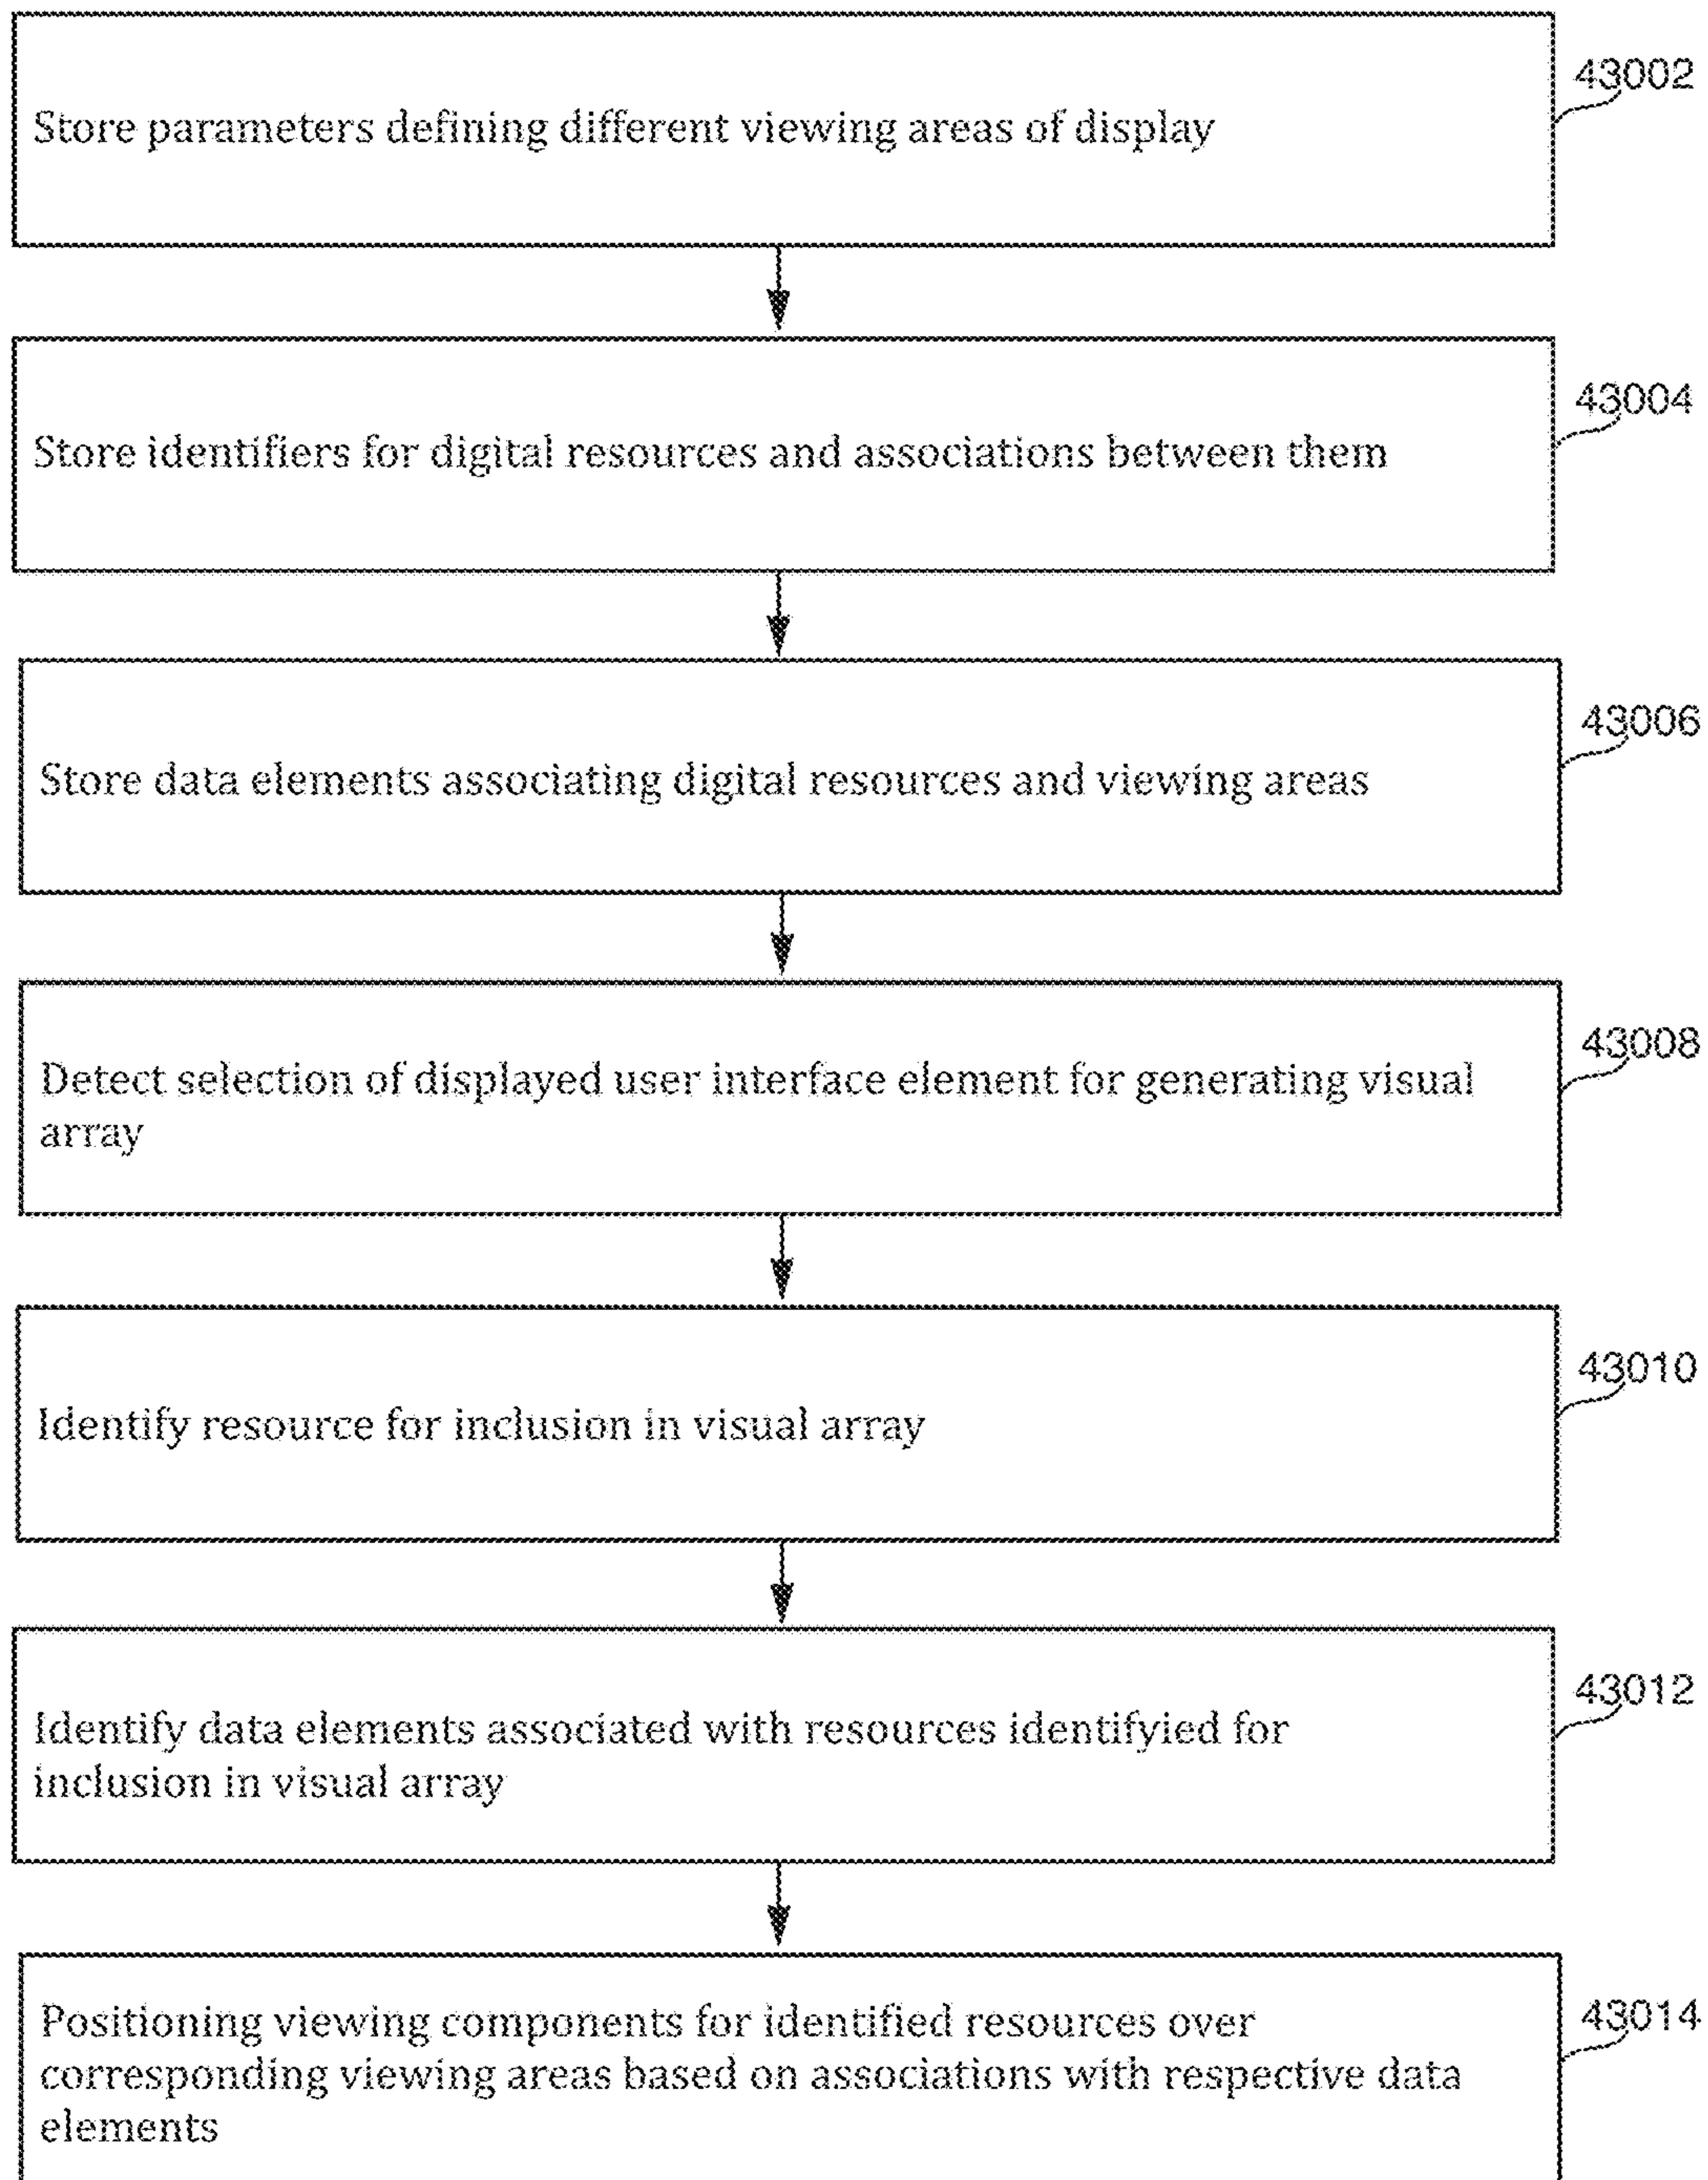 43002
Store parameters defining different viewing areas of display
43004
Store identifiers for digital resources and associations between them
43006
Store data elements associating digital resources and viewing areas
43008
Detect selection of displayed user interface element for generating visual
array
43010
Identify resource for inclusion in visual array
43012
Identify data elements associated with resources identifyied for
inclusion in visual array
43014
Positioning viewing components for identified resources over
corresponding viewing areas based on associations with respective data
elements